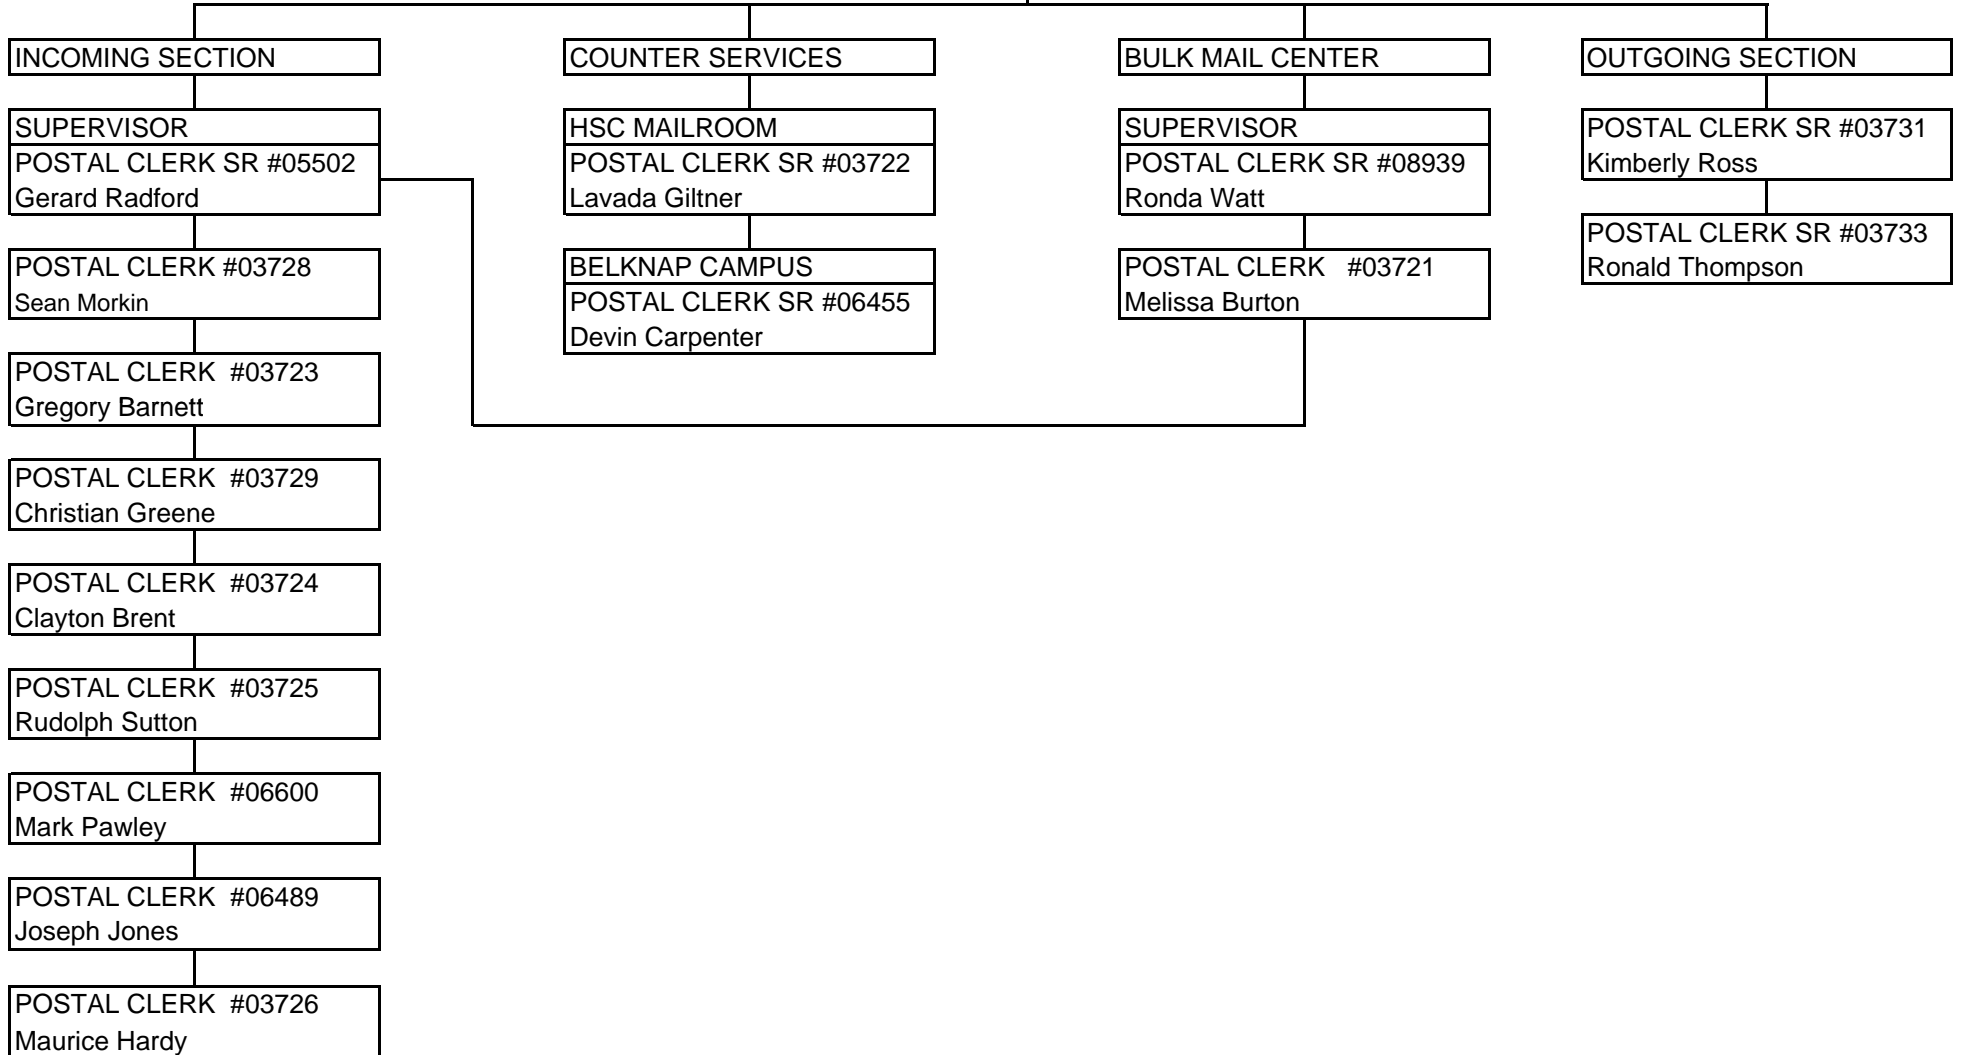 INCOMING SECTION
SUPERVISOR
POSTAL CLERK SR #05502
Gerard Radford
POSTAL CLERK #03728
Sean Morkin
POSTAL CLERK  #03723
Gregory Barnett
POSTAL CLERK  #03729
Christian Greene
POSTAL CLERK  #03724
Clayton Brent
POSTAL CLERK  #03725
Rudolph Sutton
POSTAL CLERK  #06600
Mark Pawley
POSTAL CLERK  #06489
Joseph Jones
POSTAL CLERK  #03726
Maurice Hardy
COUNTER SERVICES
HSC MAILROOM
POSTAL CLERK SR #03722
Lavada Giltner
BELKNAP CAMPUS
POSTAL CLERK SR #06455
Devin Carpenter
BULK MAIL CENTER
SUPERVISOR
POSTAL CLERK SR #08939
Ronda Watt
POSTAL CLERK   #03721
Melissa Burton
OUTGOING SECTION
POSTAL CLERK SR #03731
Kimberly Ross
POSTAL CLERK SR #03733
Ronald Thompson